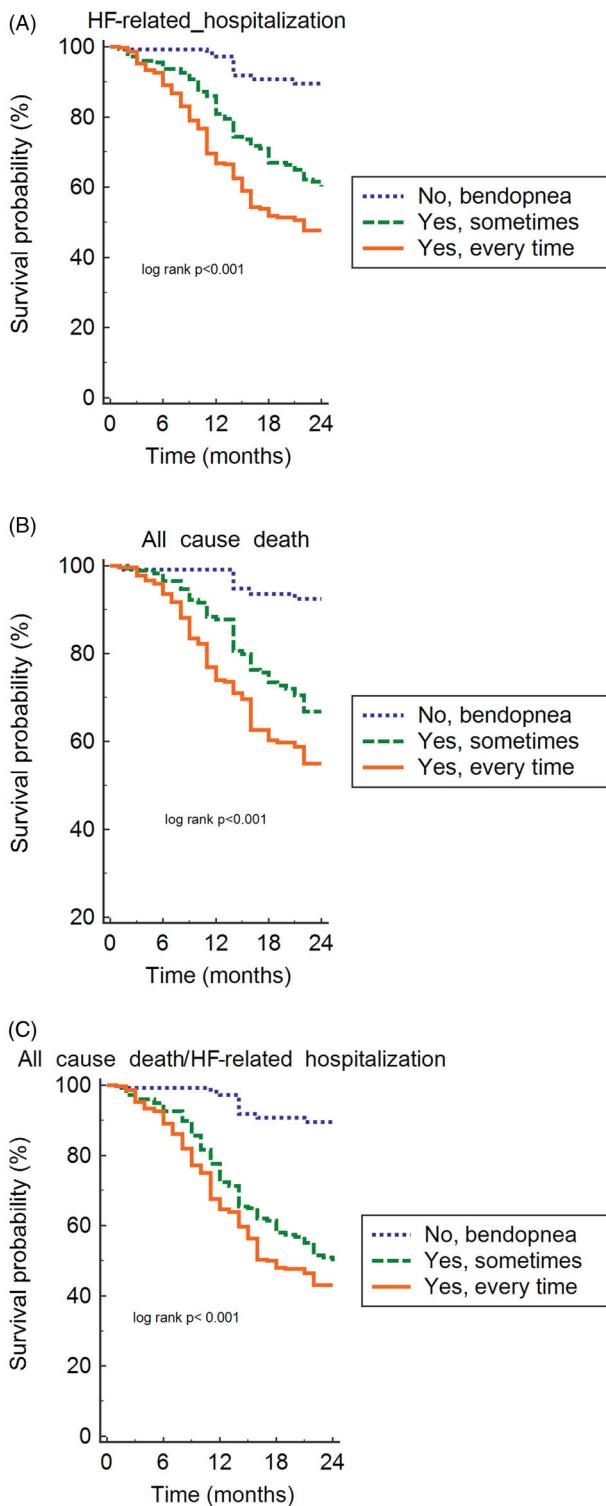 (A)
HF-related_hospitalization
100
80
60
40
20
0
Survival probability (%)
log rank p<0.001
No, bendopnea
Yes, sometimes
Yes, every time
0 6 12 18 24
Time (months)
(B)
All cause death
100
80
60
40
20
Survival probability (%)
log rank p<0.001
No, bendopnea
Yes, sometimes
Yes, every time
0 6 12 18 24
Time (months)
(C)
All cause death/HF-related hospitalization
100
80
60
40
20
0
Survival probability (%)
log rank p< 0.001
No, bendopnea
Yes, sometimes
Yes, every time
0 6 12 18 24
Time (months)